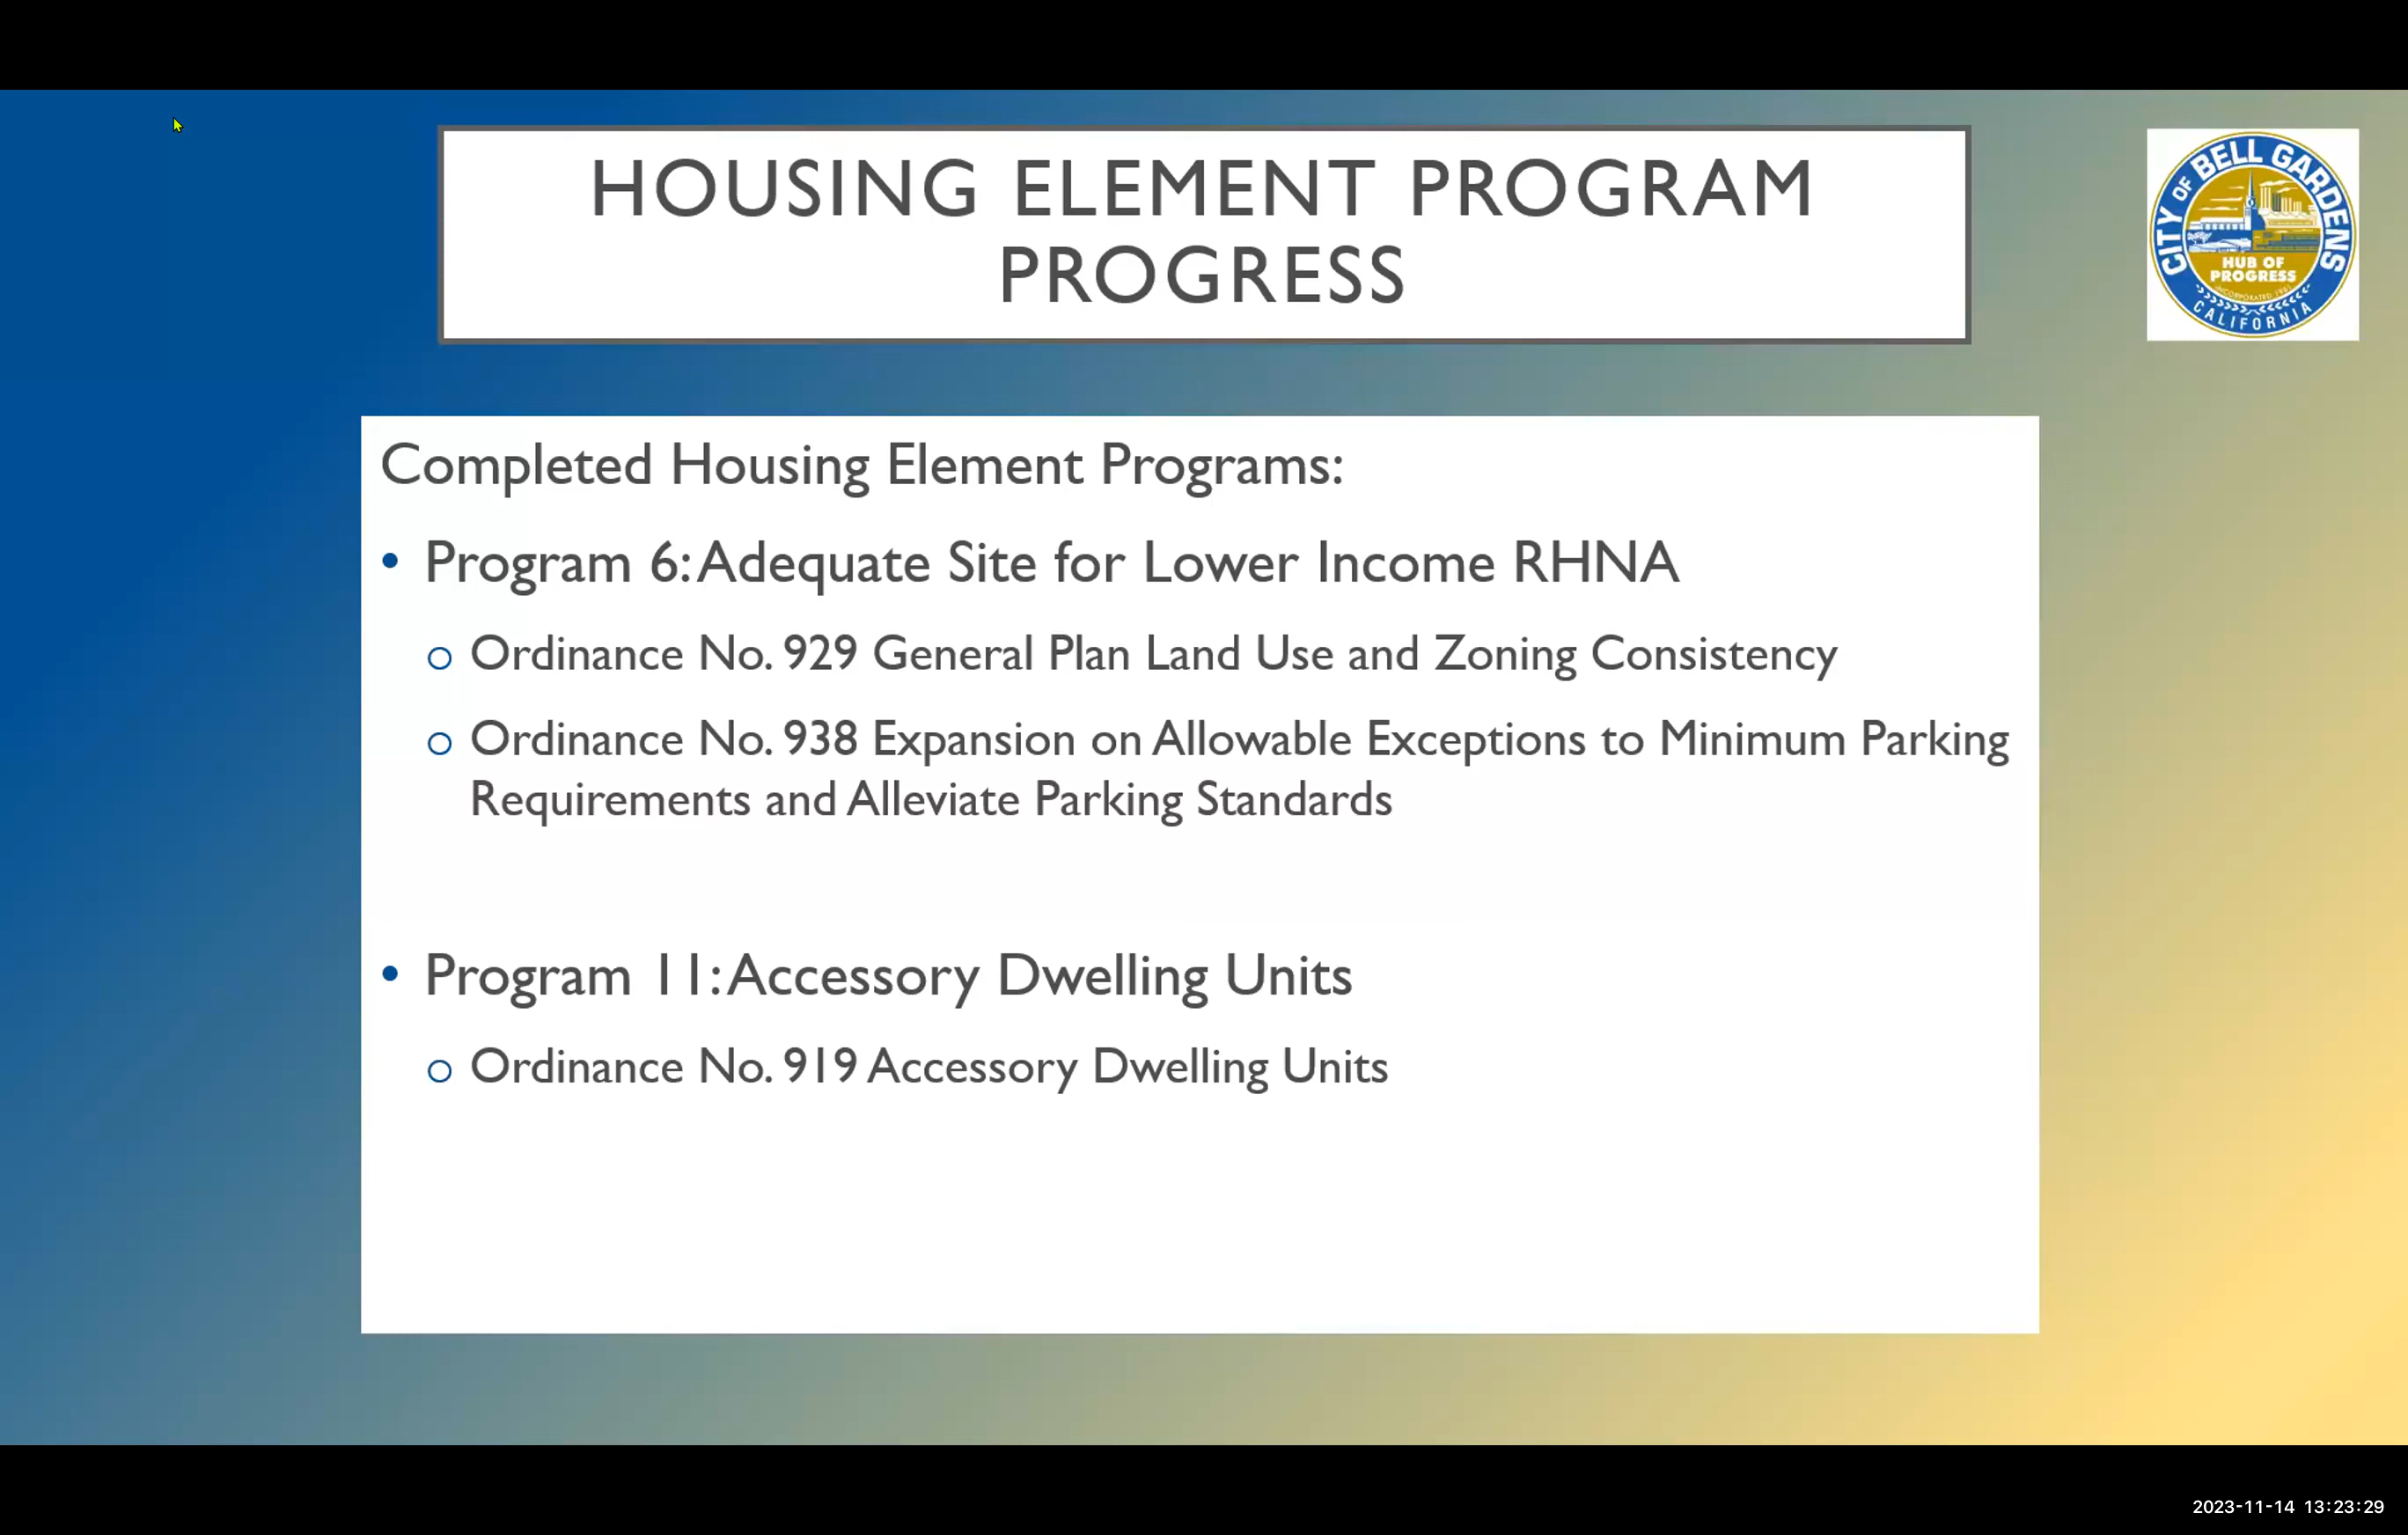 HOUSING ELEMENT PROGRAM
PROGRESS
CITY OF BELL GARDENS
HUB OF
PROGRESS
INCORPORATED 1961
CALIFORNIA
Completed Housing Element Programs:
• Program 6: Adequate Site for Lower Income RHNA
o Ordinance No. 929 General Plan Land Use and Zoning Consistency
o Ordinance No. 938 Expansion on Allowable Exceptions to Minimum Parking
Requirements and Alleviate Parking Standards
• Program 11: Accessory Dwelling Units
o Ordinance No. 919 Accessory Dwelling Units
2023-11-14 13:23:29